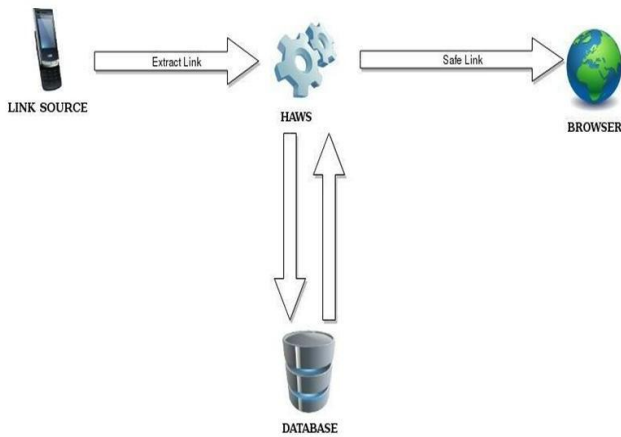 Extract Link
Safe Link
LINK SOURCE
HAWS
BROWSER
DATABASE